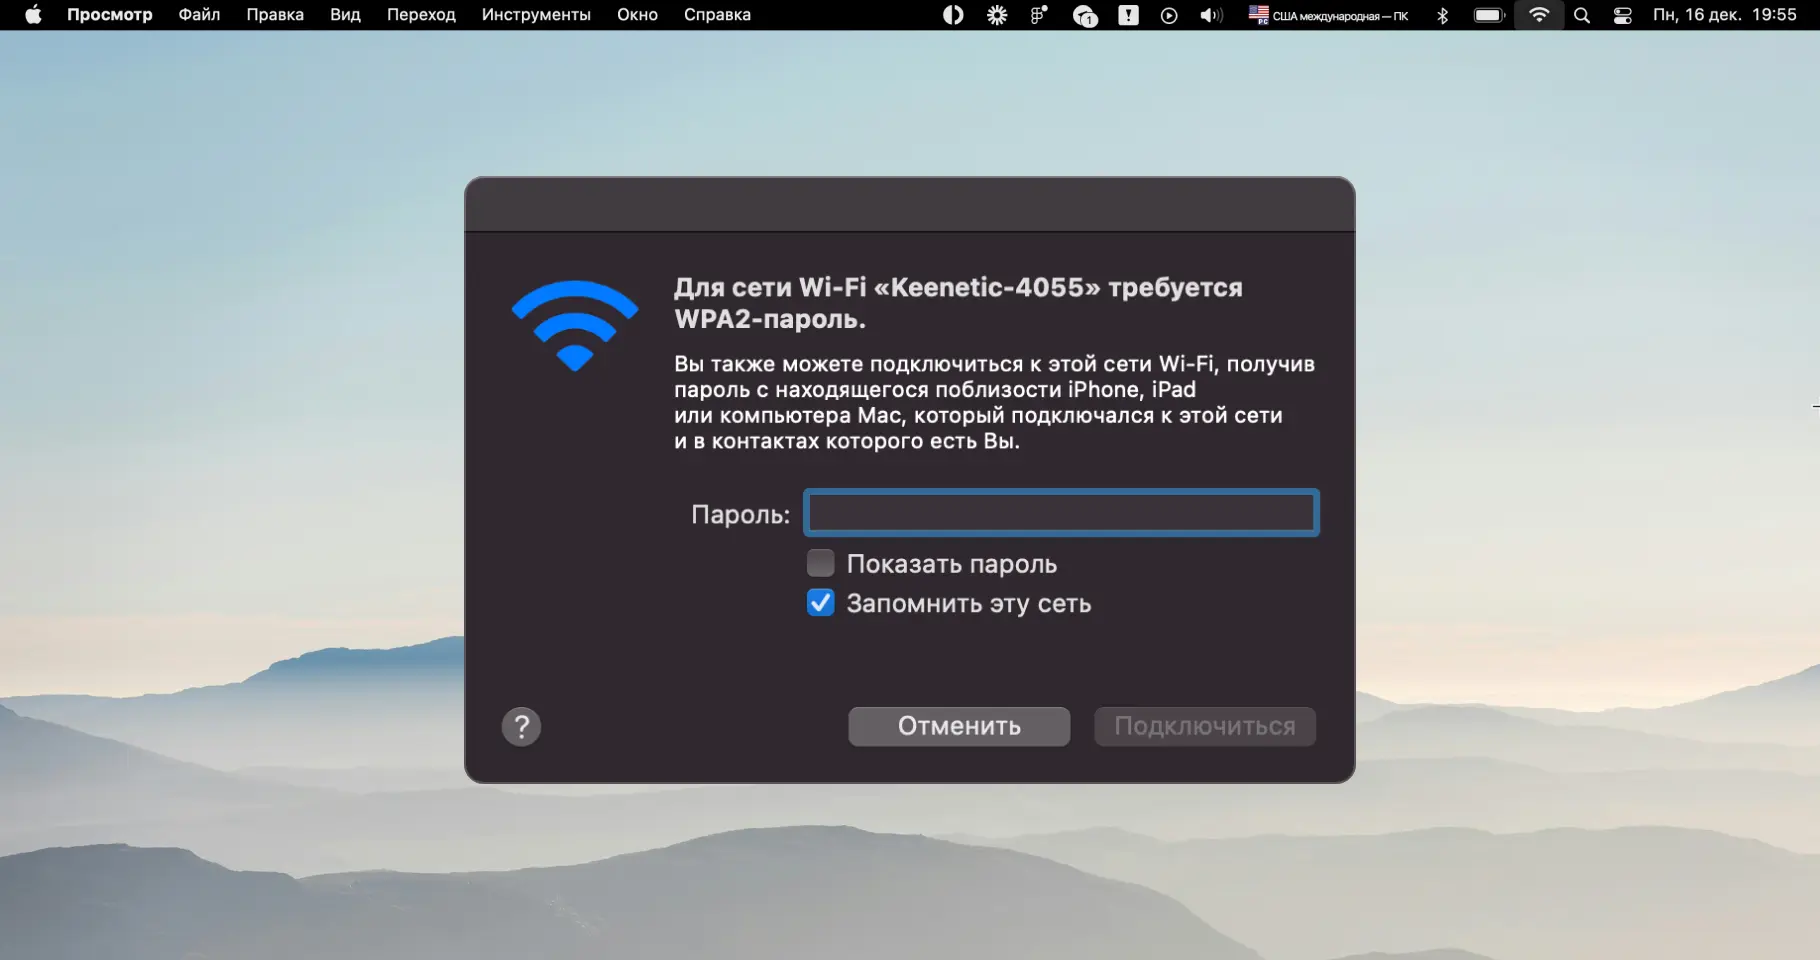 Просмотр Файл Правка Вид Переход Инструменты Окно Справка 1 США международная — ПК Пн, 16 дек. 19:55
Для сети Wi-Fi «Keenetic-4055» требуется
WPA2-пароль.
Вы также можете подключиться к этой сети Wi-Fi, получив
пароль с находящегося поблизости iPhone, iPad
или компьютера Mac, который подключался к этой сети
и в контактах которого есть Вы.
Пароль:
Показать пароль
Запомнить эту сеть
? Отменить Подключиться